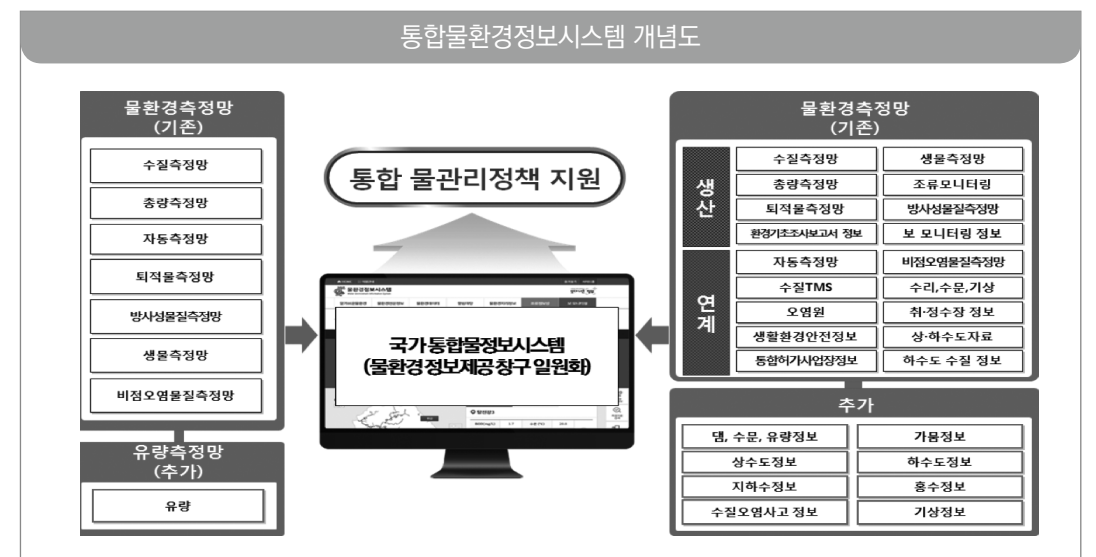 통합물환경정보시스템 개념도
물환경측정망
(기존)
수질측정망
총량측정망
자동측정망
퇴적물측정망
방사성물질측정망
생물측정망
비점오염물질측정망
유량측정망
(추가)
유량
통합 물관리정책 지원
물환경정보시스템
국가통합물정보시스템
(물환경 정보제공 창구 일원화)
물환경측정망
(기존)
생산
수질측정망 생물측정망
총량측정망 조류모니터링
퇴적물측정망 방사성물질측정망
환경기초조사보고서 정보 보 모니터링 정보
연계
자동측정망 비점오염물질측정망
수질TMS 수리,수문,기상
오염원 취·정수장 정보
생활환경안전정보 상·하수도자료
통합허가사업장정보 하수도 수질 정보
추가
댐, 수문, 유량정보 가뭄정보
상수도정보 하수도정보
지하수정보 홍수정보
수질오염사고 정보 기상정보